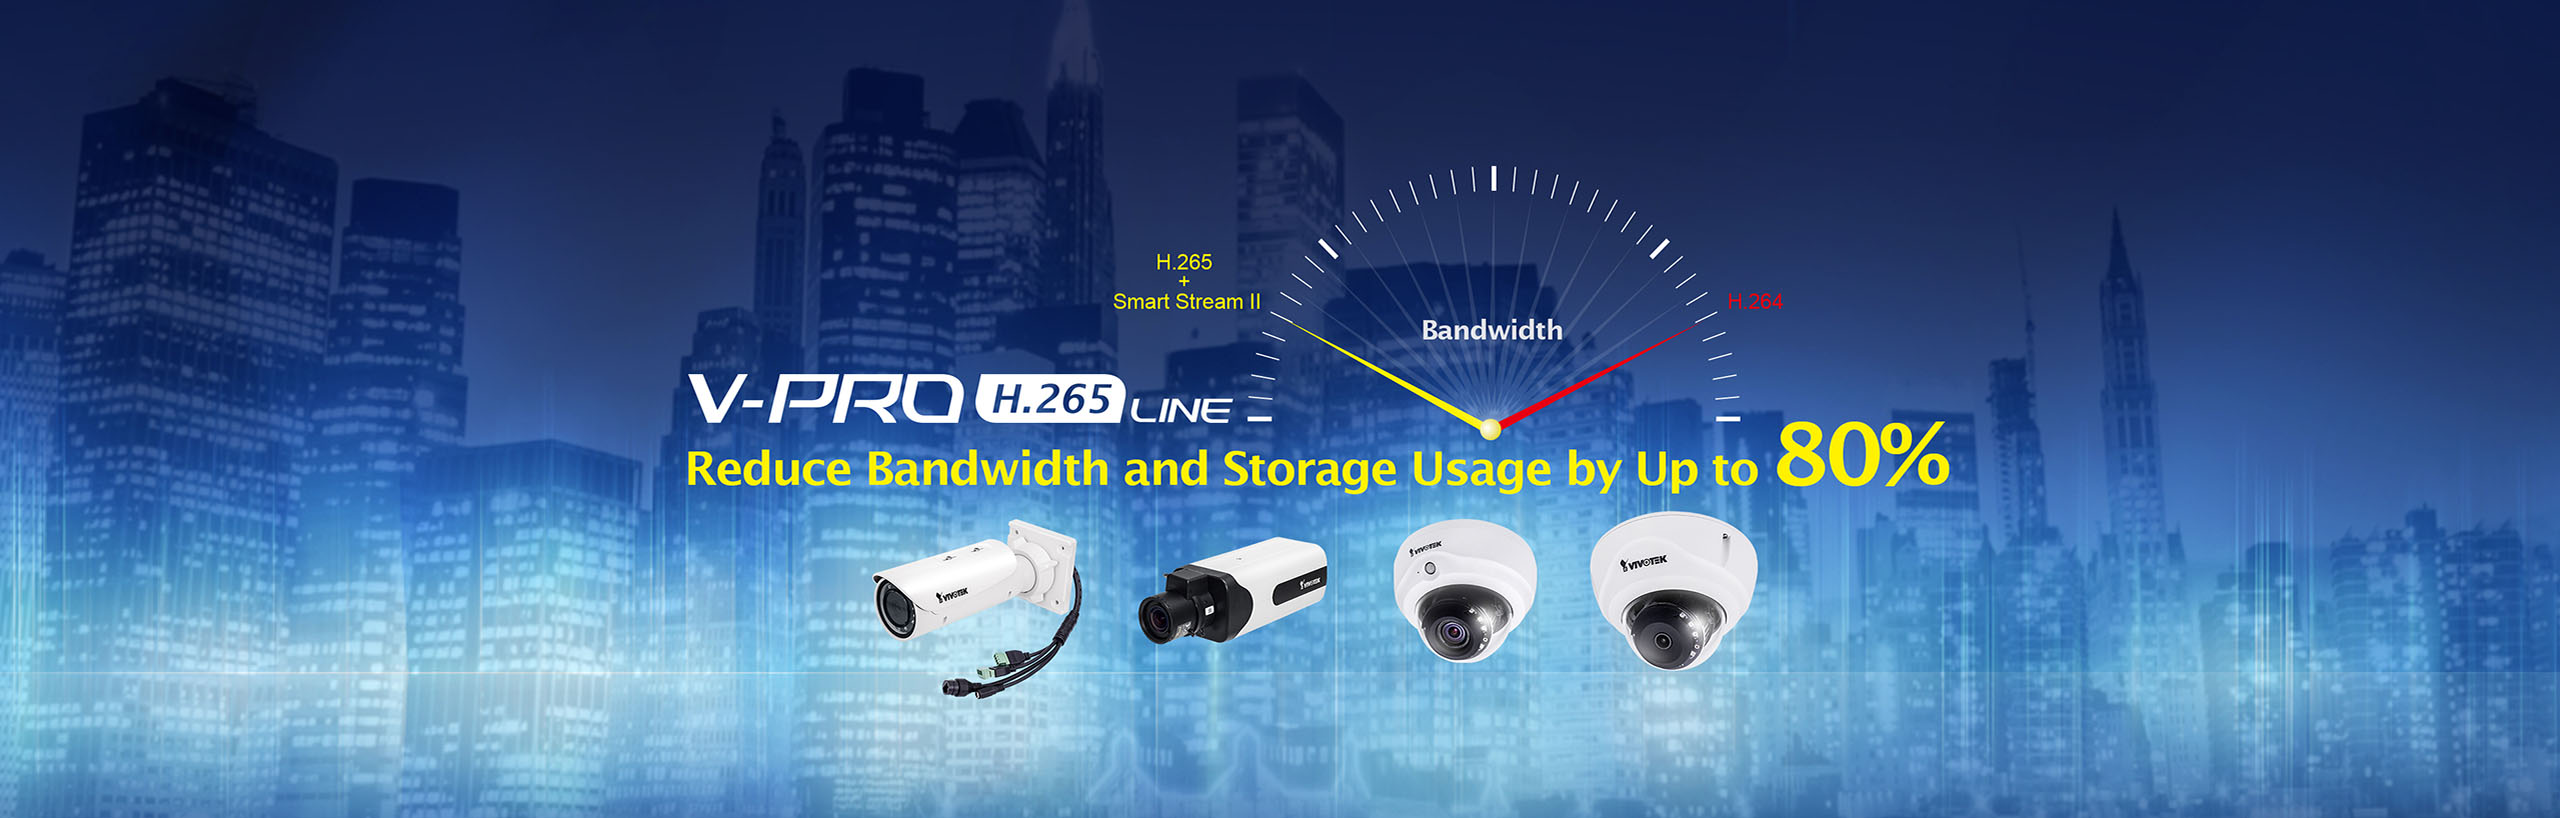 H.265
+
Smart Stream II
H.264
Bandwidth
V-PRO H.265 LINE
Reduce Bandwidth and Storage Usage by Up to 80%
VIVOTEK
VIVOTEK
VIVOTEK
VIVOTEK